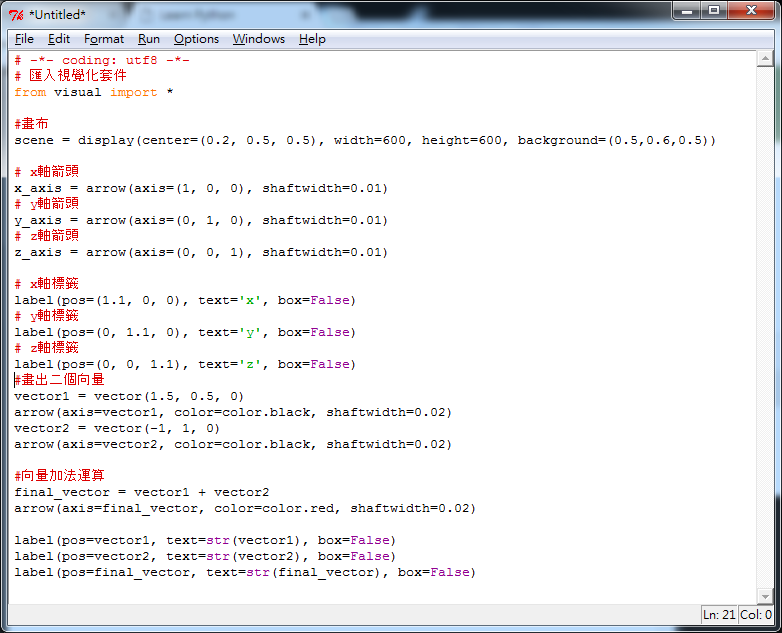 *Untitled*
File Edit Format Run Options Windows Help
# -*- coding: utf8 -*-
# 匯入視覺化套件
from visual import *
#畫布
scene = display(center=(0.2, 0.5, 0.5), width=600, height=600, background=(0.5,0.6,0.5))
# x軸箭頭
x_axis = arrow(axis=(1, 0, 0), shaftwidth=0.01)
# y軸箭頭
y_axis = arrow(axis=(0, 1, 0), shaftwidth=0.01)
# z軸箭頭
z_axis = arrow(axis=(0, 0, 1), shaftwidth=0.01)
# x軸標籤
label(pos=(1.1, 0, 0), text='x', box=False)
# y軸標籤
label(pos=(0, 1.1, 0), text='y', box=False)
# z軸標籤
label(pos=(0, 0, 1.1), text='z', box=False)
#畫出二個向量
vector1 = vector(1.5, 0.5, 0)
arrow(axis=vector1, color=color.black, shaftwidth=0.02)
vector2 = vector(-1, 1, 0)
arrow(axis=vector2, color=color.black, shaftwidth=0.02)
#向量加法運算
final_vector = vector1 + vector2
arrow(axis=final_vector, color=color.red, shaftwidth=0.02)
label(pos=vector1, text=str(vector1), box=False)
label(pos=vector2, text=str(vector2), box=False)
label(pos=final_vector, text=str(final_vector), box=False)
Ln: 21 Col: 0